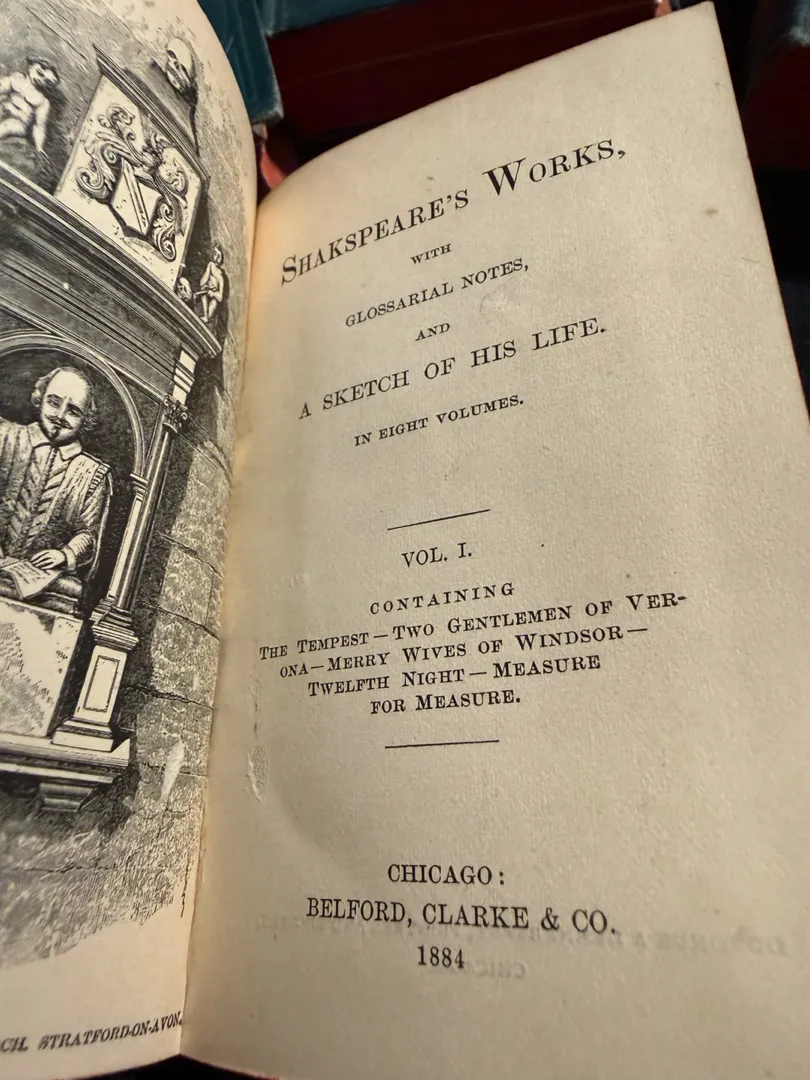 CH, STRATFORD-ON-AVON.
SHAKSPEARE'S WORKS,
WITH
GLOSSARIAL NOTES,
AND
A SKETCH OF HIS LIFE.
IN EIGHT VOLUMES.
VOL. I.
CONTAINING
THE TEMPEST—TWO GENTLEMEN OF VER-
ONA—MERRY WIVES OF WINDSOR—
TWELFTH NIGHT—MEASURE
FOR MEASURE.
CHICAGO:
BELFORD, CLARKE & CO.
1884